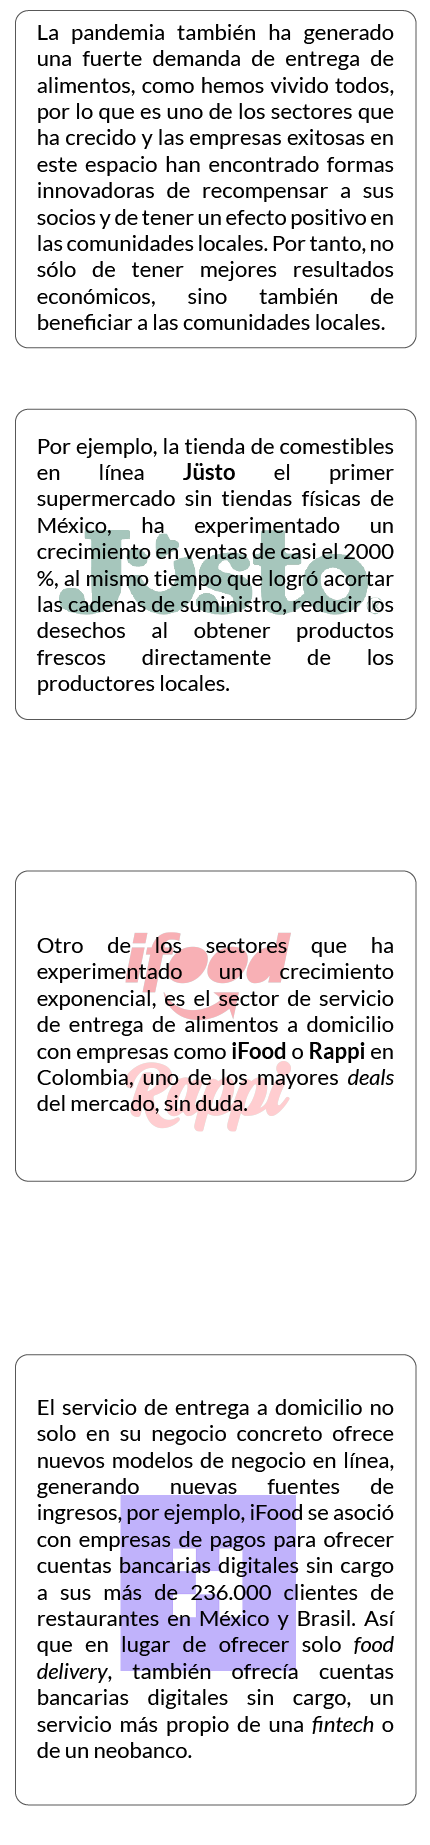 La pandemia también ha generado
una fuerte demanda de entrega de
alimentos, como hemos vivido todos,
por lo que es uno de los sectores que
ha crecido y las empresas exitosas en
este espacio han encontrado formas
innovadoras de recompensar a sus
socios y de tener un efecto positivo en
las comunidades locales. Por tanto, no
sólo de tener mejores resultados
económicos, sino también de
beneficiar a las comunidades locales.
Por ejemplo, la tienda de comestibles
en línea Jüsto el primer
supermercado sin tiendas físicas de
México, ha experimentado un
crecimiento en ventas de casi el 2000
%, al mismo tiempo que logró acortar
las cadenas de suministro, reducir los
desechos al obtener productos
frescos directamente de los
productores locales.
Jüsto
Otro de los sectores que ha
experimentado un crecimiento
exponencial, es el sector de servicio
de entrega de alimentos a domicilio
con empresas como iFood o Rappi en
Colombia, uno de los mayores deals
del mercado, sin duda.
ifood
Rappi
El servicio de entrega a domicilio no
solo en su negocio concreto ofrece
nuevos modelos de negocio en línea,
generando nuevas fuentes de
ingresos, por ejemplo, iFood se asoció
con empresas de pagos para ofrecer
cuentas bancarias digitales sin cargo
a sus más de 236.000 clientes de
restaurantes en México y Brasil. Así
que en lugar de ofrecer solo food
delivery, también ofrecía cuentas
bancarias digitales sin cargo, un
servicio más propio de una fintech o
de un neobanco.